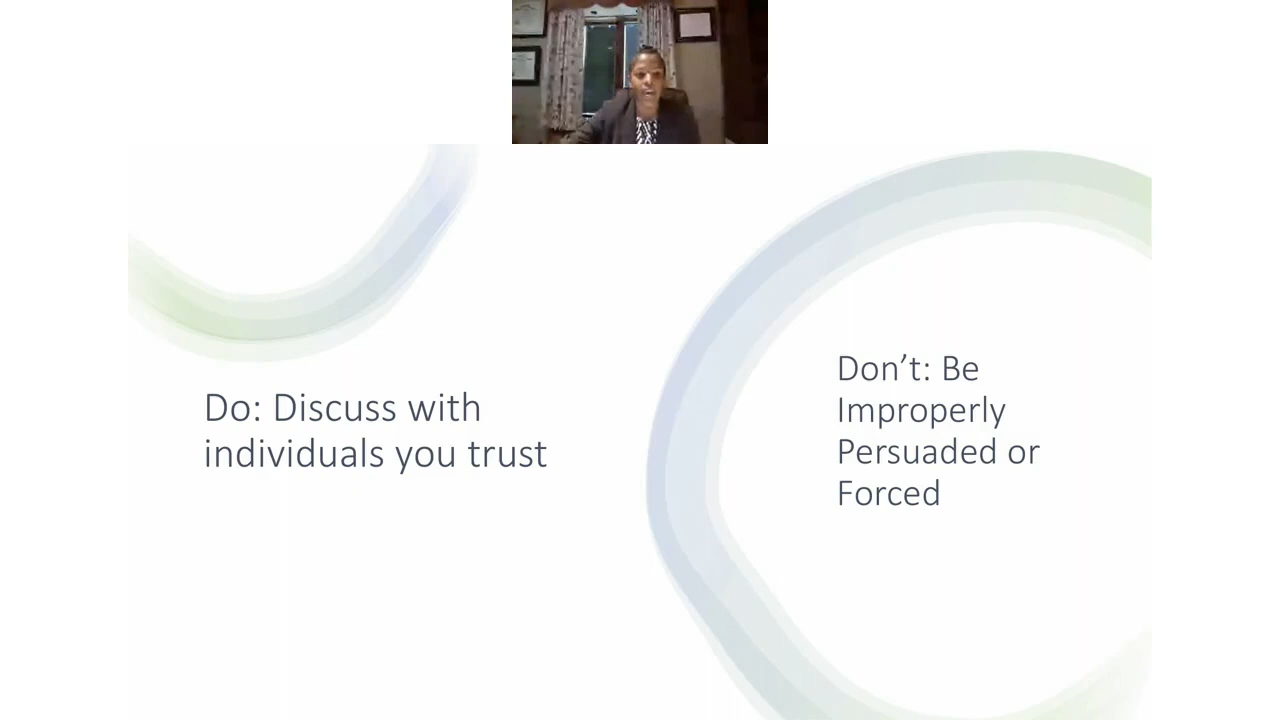 Do: Discuss with
individuals you trust
Don’t: Be
Improperly
Persuaded or
Forced